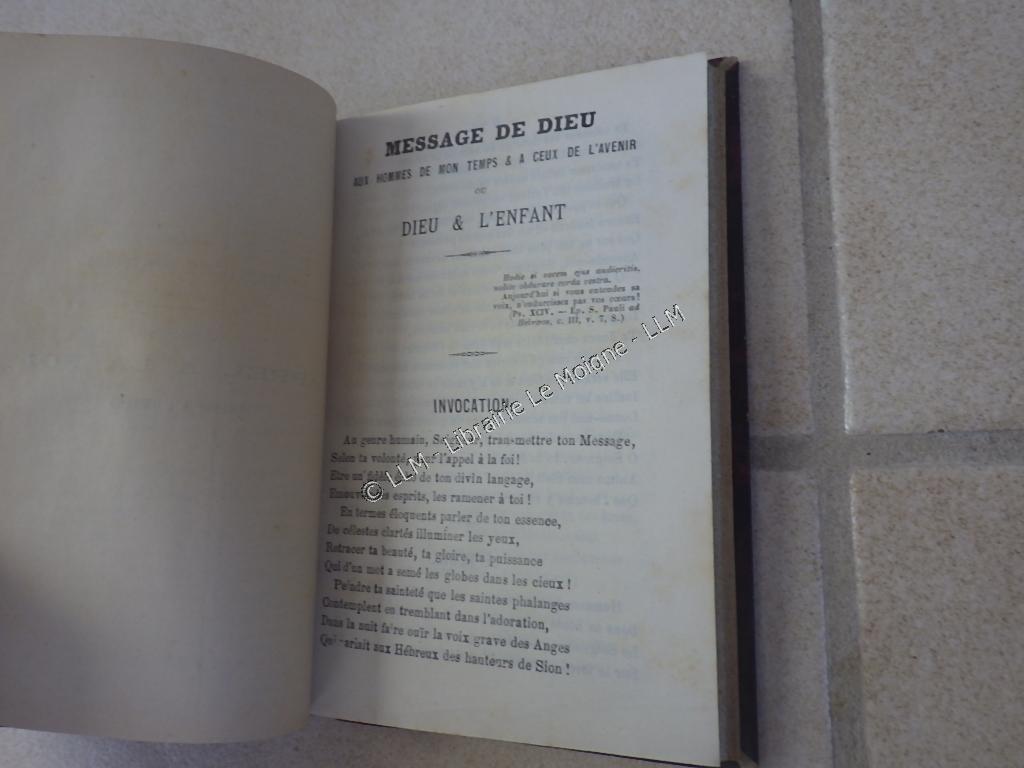 MESSAGE DE DIEU
AUX HOMMES DE MON TEMPS & A CEUX DE L'AVENIR
OU
DIEU & L'ENFANT
Hodie si vocem ejus audieritis,
nolite obdurare corda vestra.
Aujourd'hui si vous entendez sa
voix, n'endurcissez pas vos cœurs!
(Ps. XCIV. — Ep. S. Pauli ad
Hebræos, c. III, v. 7, 8.)
INVOCATION
Au genre humain, transmettre ton Message,
Selon ta volonté l'appel à la foi!
Etre un de ton divin langage,
esprits, les ramener à toi!
En termes éloquents parler de ton essence,
De célestes clartés illuminer les yeux,
Retracer ta beauté, ta gloire, ta puissance
Qui d'un mot a semé les globes dans les cieux!
Peindre ta sainteté que les saintes phalanges
Contemplent en tremblant dans l'adoration,
Dans la nuit faire ouïr la voix grave des Anges
aux Hébreux des hauteurs de Sion!
© LLM - Librairie Le Moigne - LLM